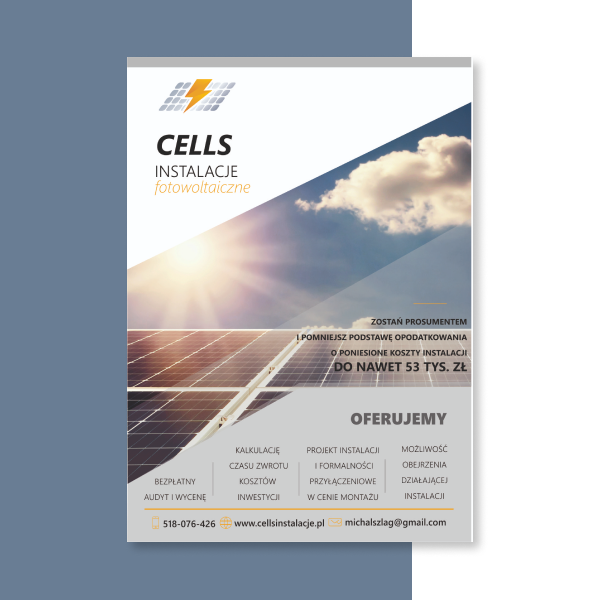 CELLS
INSTALACJE
fotowoltaiczne
ZOSTAŃ PROSUMENTEM
I POMNIEJSZ PODSTAWĘ OPODATKOWANIA
O PONIESIONE KOSZTY INSTALACJI
DO NAWET 53 TYS. ZŁ
OFERUJEMY
BEZPŁATNY
AUDYT I WYCENĘ
KALKULACJĘ
CZASU ZWROTU
KOSZTÓW
INWESTYCJI
PROJEKT INSTALACJI
I FORMALNOŚCI
PRZYŁĄCZENIOWE
W CENIE MONTAŻU
MOŻLIWOŚĆ
OBEJRZENIA
DZIAŁAJĄCEJ
INSTALACJI
518-076-426 www.cellsinstalacje.pl michalszlag@gmail.com